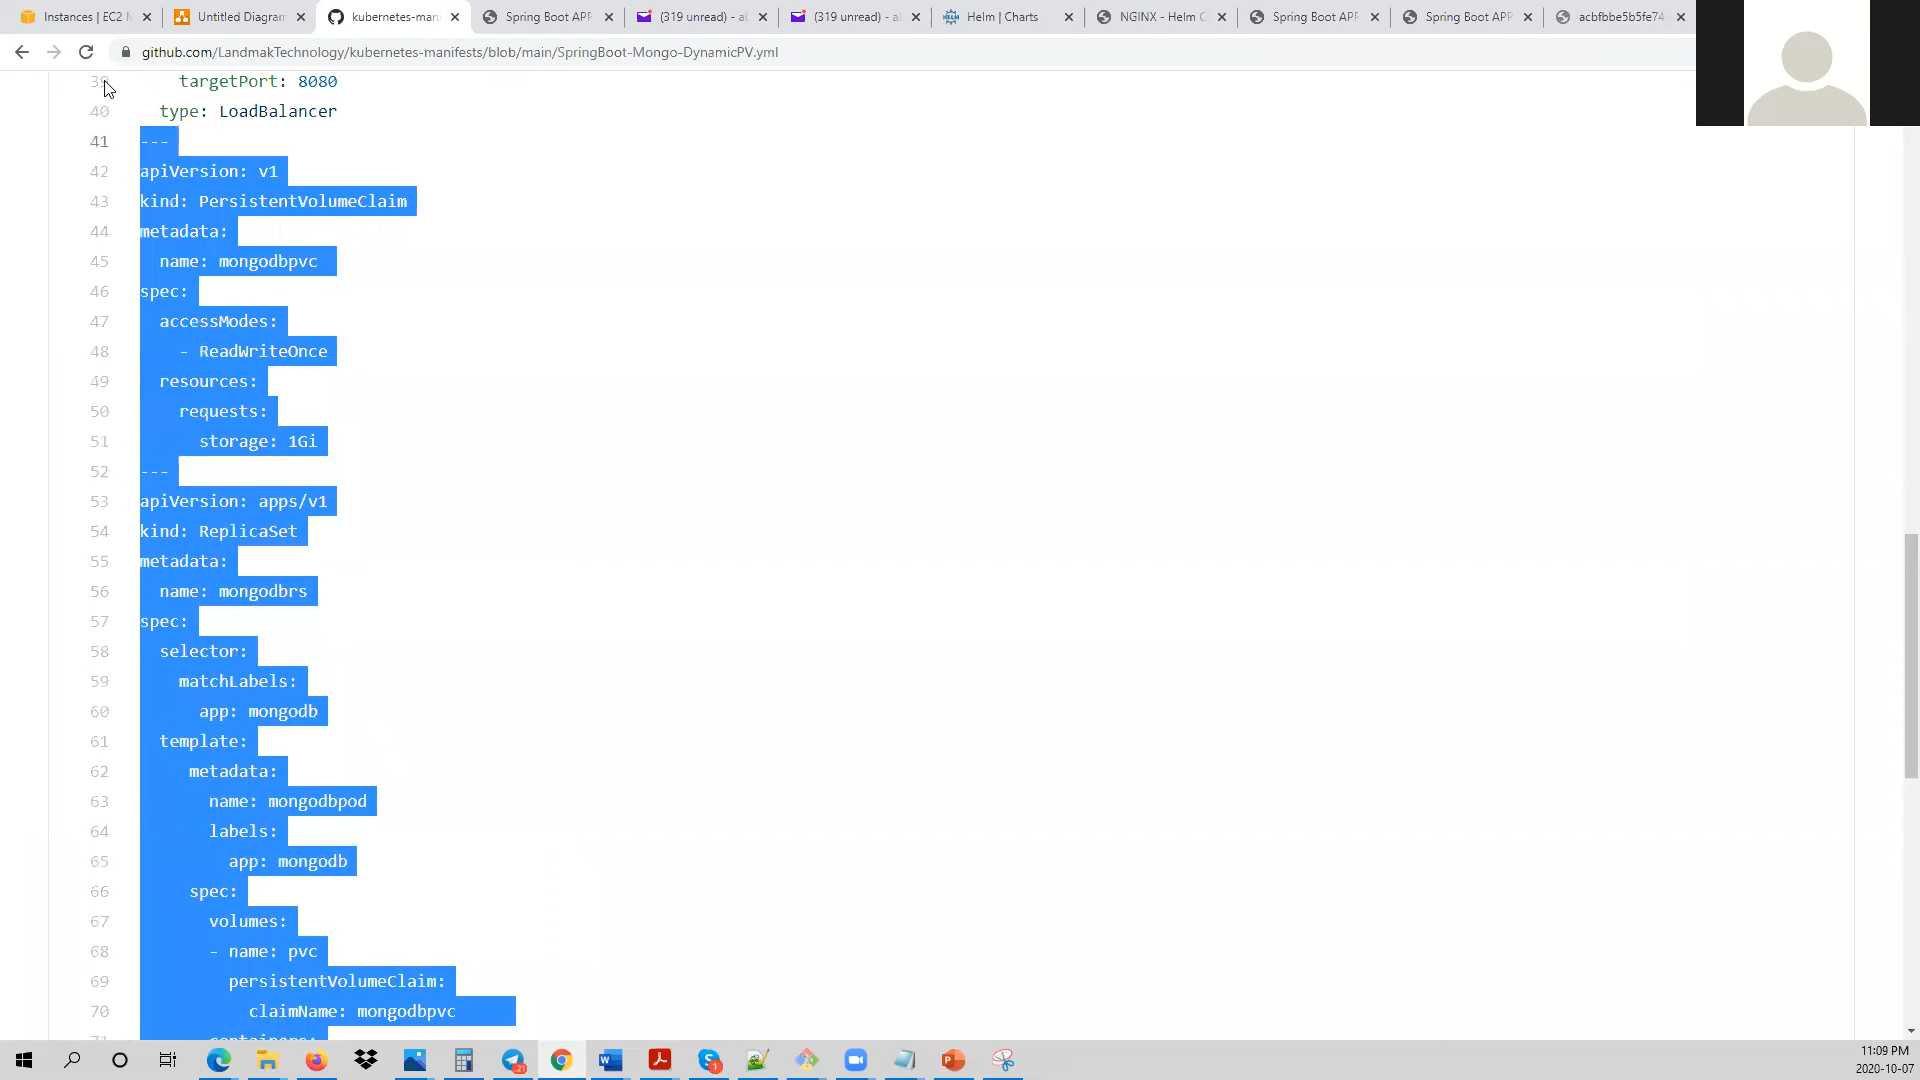 Instances | EC2 M
Untitled Diagram
kubernetes-man
Spring Boot APP
(319 unread) - al
(319 unread) - al
Helm | Charts
NGINX - Helm C
Spring Boot APP
Spring Boot APP
acbfbbe5b5fe74
github.com/LandmakTechnology/kubernetes-manifests/blob/main/SpringBoot-Mongo-DynamicPV.yml
39 targetPort: 8080
40 type: LoadBalancer
41 ---
42 apiVersion: v1
43 kind: PersistentVolumeClaim
44 metadata:
45 name: mongodbpvc
46 spec:
47 accessModes:
48 - ReadWriteOnce
49 resources:
50 requests:
51 storage: 1Gi
52 ---
53 apiVersion: apps/v1
54 kind: ReplicaSet
55 metadata:
56 name: mongodbrs
57 spec:
58 selector:
59 matchLabels:
60 app: mongodb
61 template:
62 metadata:
63 name: mongodbpod
64 labels:
65 app: mongodb
66 spec:
67 volumes:
68 - name: pvc
69 persistentVolumeClaim:
70 claimName: mongodbpvc
71 containers:
11:09 PM
2020-10-07